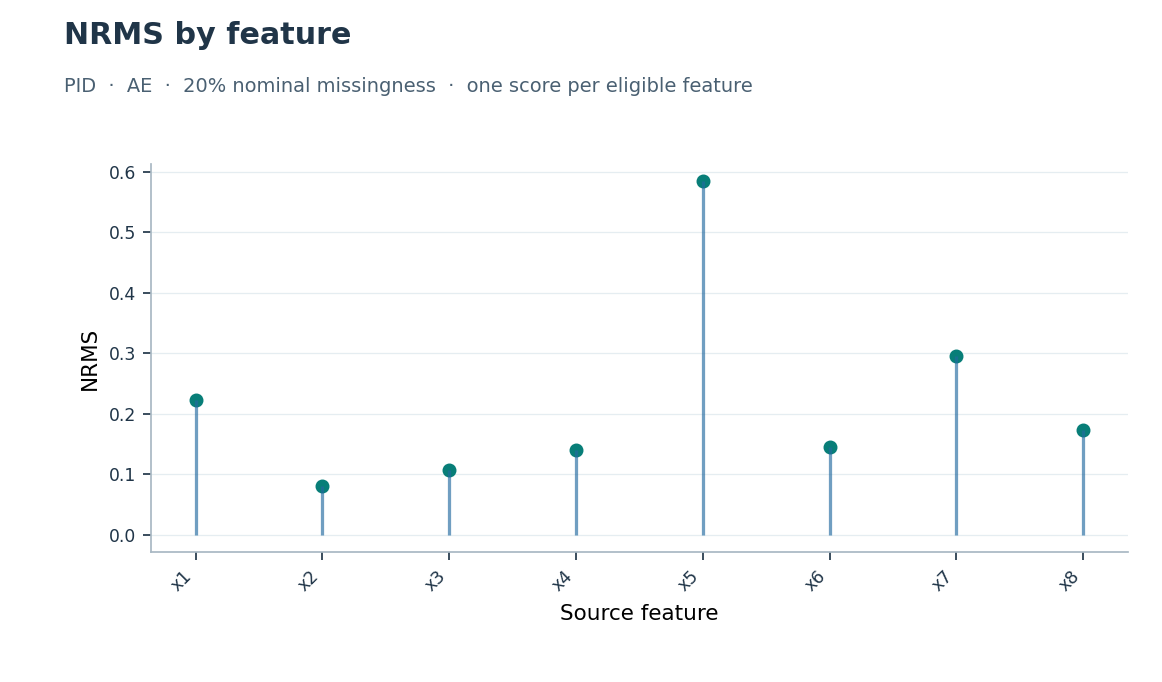 NRMS by feature
PID · AE · 20% nominal missingness · one score per eligible feature
0.6
0.5
0.4
0.3
0.2
0.1
0.0
NRMS
x1 x2 x3 x4 x5 x6 x7 x8
Source feature